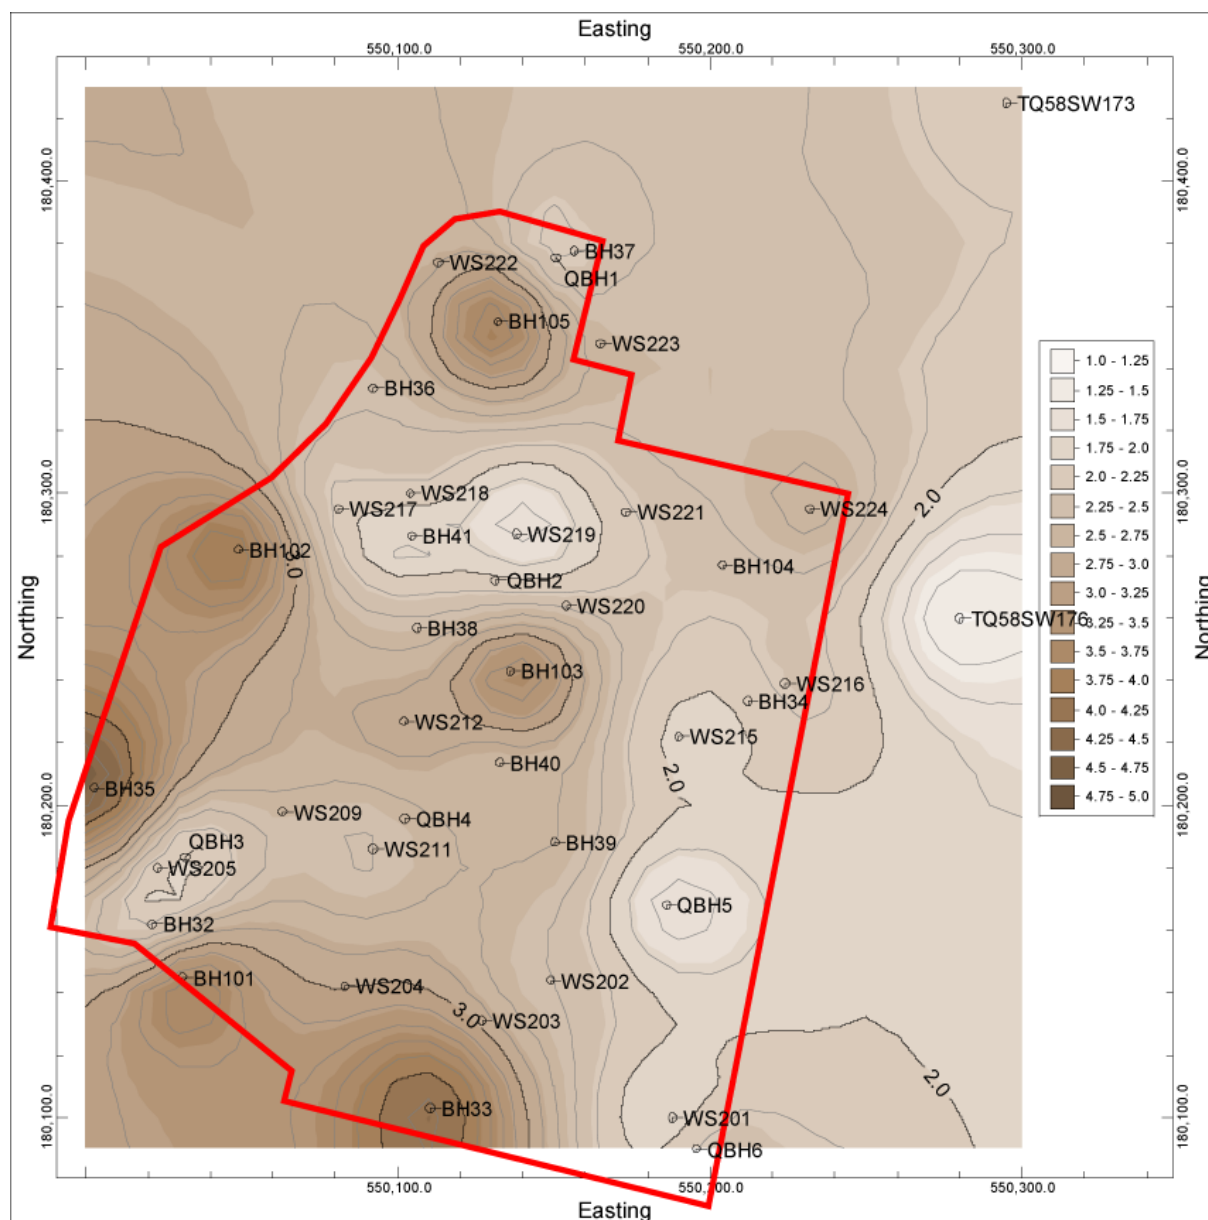 Easting
550,100.0 550,200.0 550,300.0
TQ58SW173
180,400.0 180,400.0
BH37
WS222
QBH1
BH105
WS223
1.0 - 1.25
BH36
1.25 - 1.5
1.5 - 1.75
1.75 - 2.0
2.0 - 2.25
180,300.0 WS218 2.0 180,300.0
WS217 WS221 WS224
2.25 - 2.5
BH41 WS219
2.5 - 2.75
BH102 3.0
BH104
2.75 - 3.0
QBH2
3.0 - 3.25
WS220
TQ58SW176
3.25 - 3.5
BH38
Northing Northing
3.5 - 3.75
BH103
WS216
3.75 - 4.0
BH34
WS212
4.0 - 4.25
WS215
4.25 - 4.5
BH40
2.0
4.5 - 4.75
BH35
4.75 - 5.0
180,200.0 WS209 QBH4 180,200.0
QBH3 WS211 BH39
WS205
QBH5
BH32
BH101 WS204 WS202
3.0 WS203
2.0
180,100.0 BH33 WS201 180,100.0
QBH6
550,100.0 550,200.0 550,300.0
Easting